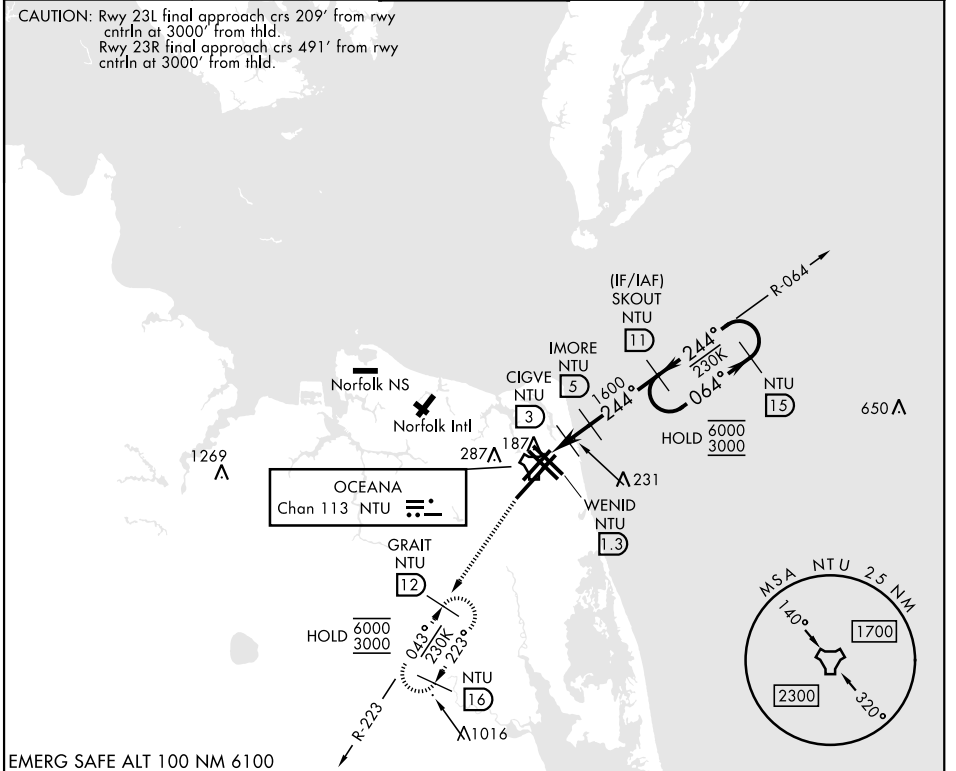 CAUTION: Rwy 23L final approach crs 209' from rwy
cntrln at 3000' from thld.
Rwy 23R final approach crs 491' from rwy
cntrln at 3000' from thld.
R-064
(IF/IAF)
SKOUT
NTU
11
244°
230K
064°
NTU
15
HOLD 6000
3000
IMORE
NTU
5
1600
244°
CIGVE
NTU
3
650
Norfolk NS
Norfolk Intl
1269
287
187
231
OCEANA
Chan 113 NTU
WENID
NTU
1.3
GRAIT
NTU
12
HOLD 6000
3000
043°
230K
223°
NTU
16
R-223
1016
MSA NTU 25 NM
140°
1700
2300
320°
EMERG SAFE ALT 100 NM 6100